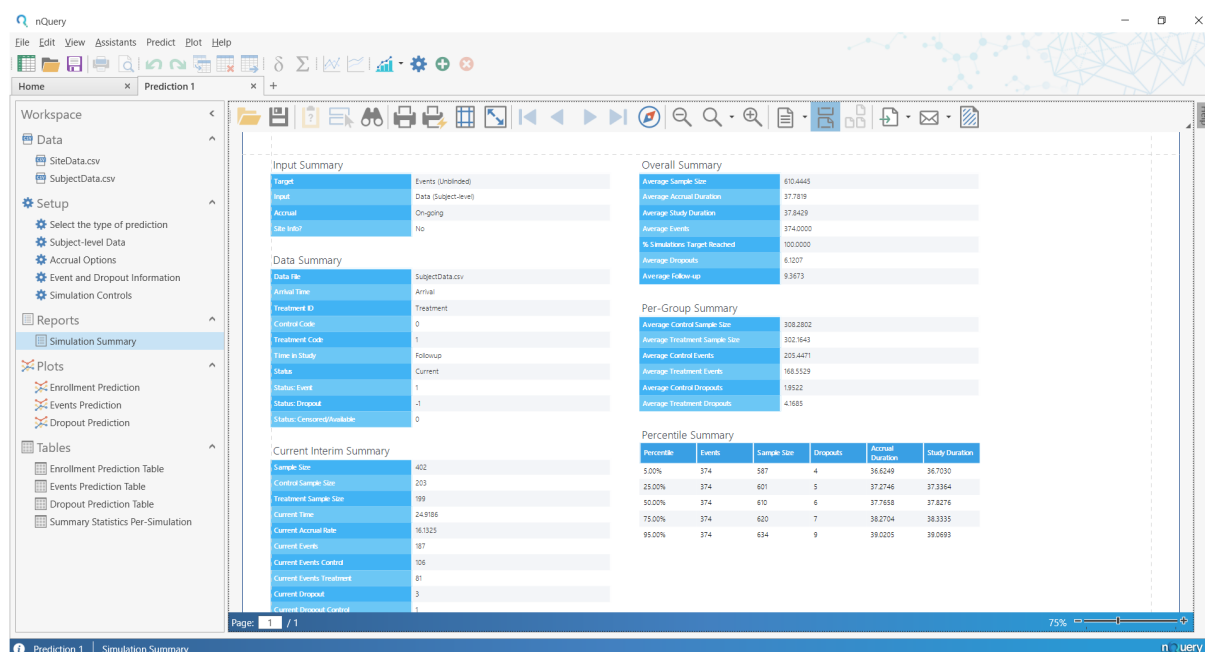 nQuery
File Edit View Assistants Predict Plot Help
Home × Prediction 1 × +
Workspace
Data
SiteData.csv
SubjectData.csv
Setup
Select the type of prediction
Subject-level Data
Accrual Options
Event and Dropout Information
Simulation Controls
Reports
Simulation Summary
Plots
Enrollment Prediction
Events Prediction
Dropout Prediction
Tables
Enrollment Prediction Table
Events Prediction Table
Dropout Prediction Table
Summary Statistics Per-Simulation
Input Summary
Target Events (Unblinded)
Input Data (Subject-level)
Accrual On-going
Site Info? No
Data Summary
Data File SubjectData.csv
Arrival Time Arrival
Treatment ID Treatment
Control Code 0
Treatment Code 1
Time in Study Followup
Status Current
Status: Event 1
Status: Dropout -1
Status: Censored/Available 0
Current Interim Summary
Sample Size 402
Control Sample Size 203
Treatment Sample Size 199
Current Time 24.9186
Current Accrual Rate 16.1325
Current Events 187
Current Events Control 106
Current Events Treatment 81
Current Dropout 3
Current Dropout Control 1
Overall Summary
Average Sample Size 610.4445
Average Accrual Duration 37.7819
Average Study Duration 37.8429
Average Events 374.0000
% Simulations Target Reached 100.0000
Average Dropouts 6.1207
Average Follow-up 9.3673
Per-Group Summary
Average Control Sample Size 308.2802
Average Treatment Sample Size 302.1643
Average Control Events 205.4471
Average Treatment Events 168.5529
Average Control Dropouts 1.9522
Average Treatment Dropouts 4.1685
Percentile Summary
Percentile Events Sample Size Dropouts Accrual Duration Study Duration
5.00% 374 587 4 36.6249 36.7030
25.00% 374 601 5 37.2746 37.3364
50.00% 374 610 6 37.7658 37.8276
75.00% 374 620 7 38.2704 38.3335
95.00% 374 634 9 39.0205 39.0693
Page: 1 / 1
75%
Prediction 1 Simulation Summary
nQuery